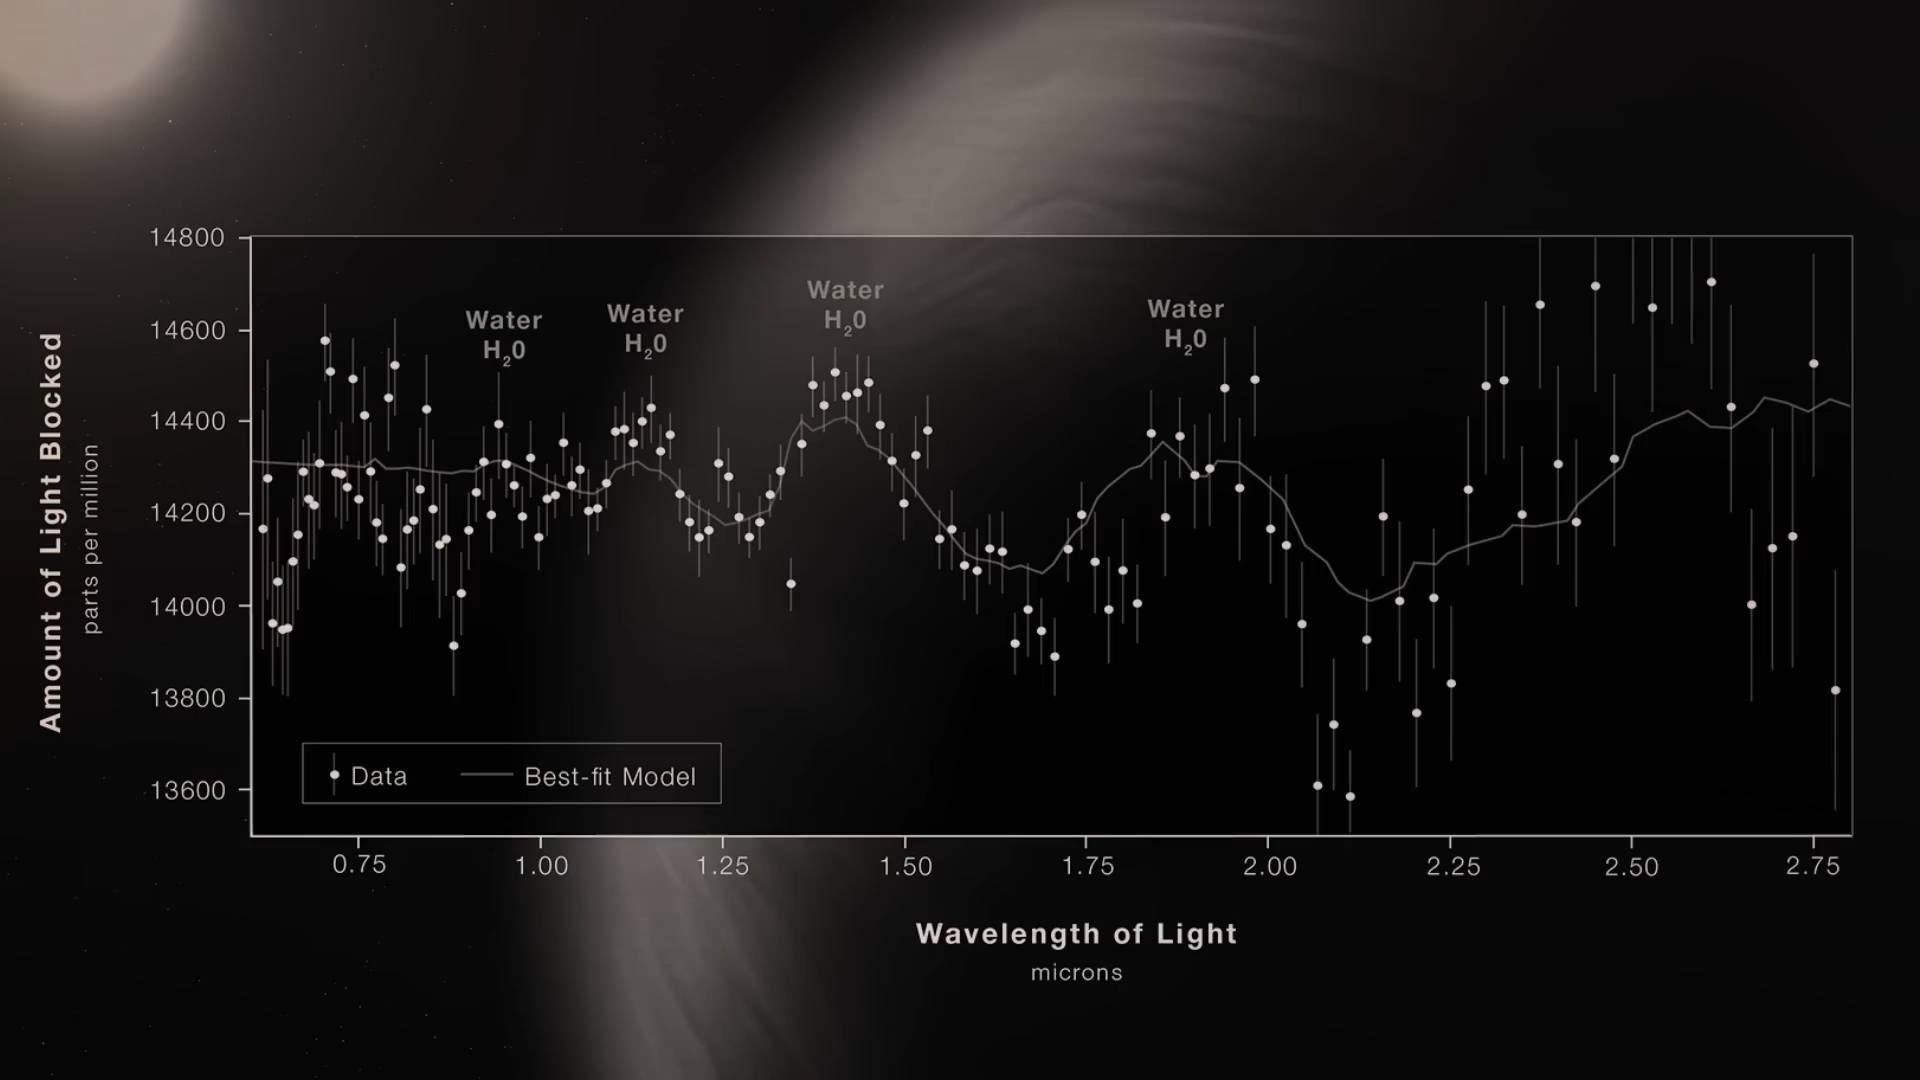 14800
14600
14400
14200
14000
13800
13600
Amount of Light Blocked
parts per million
Water
H₂0
Water
H₂0
Water
H₂0
Water
H₂0
Data
Best-fit Model
0.75
1.00
1.25
1.50
1.75
2.00
2.25
2.50
2.75
Wavelength of Light
microns